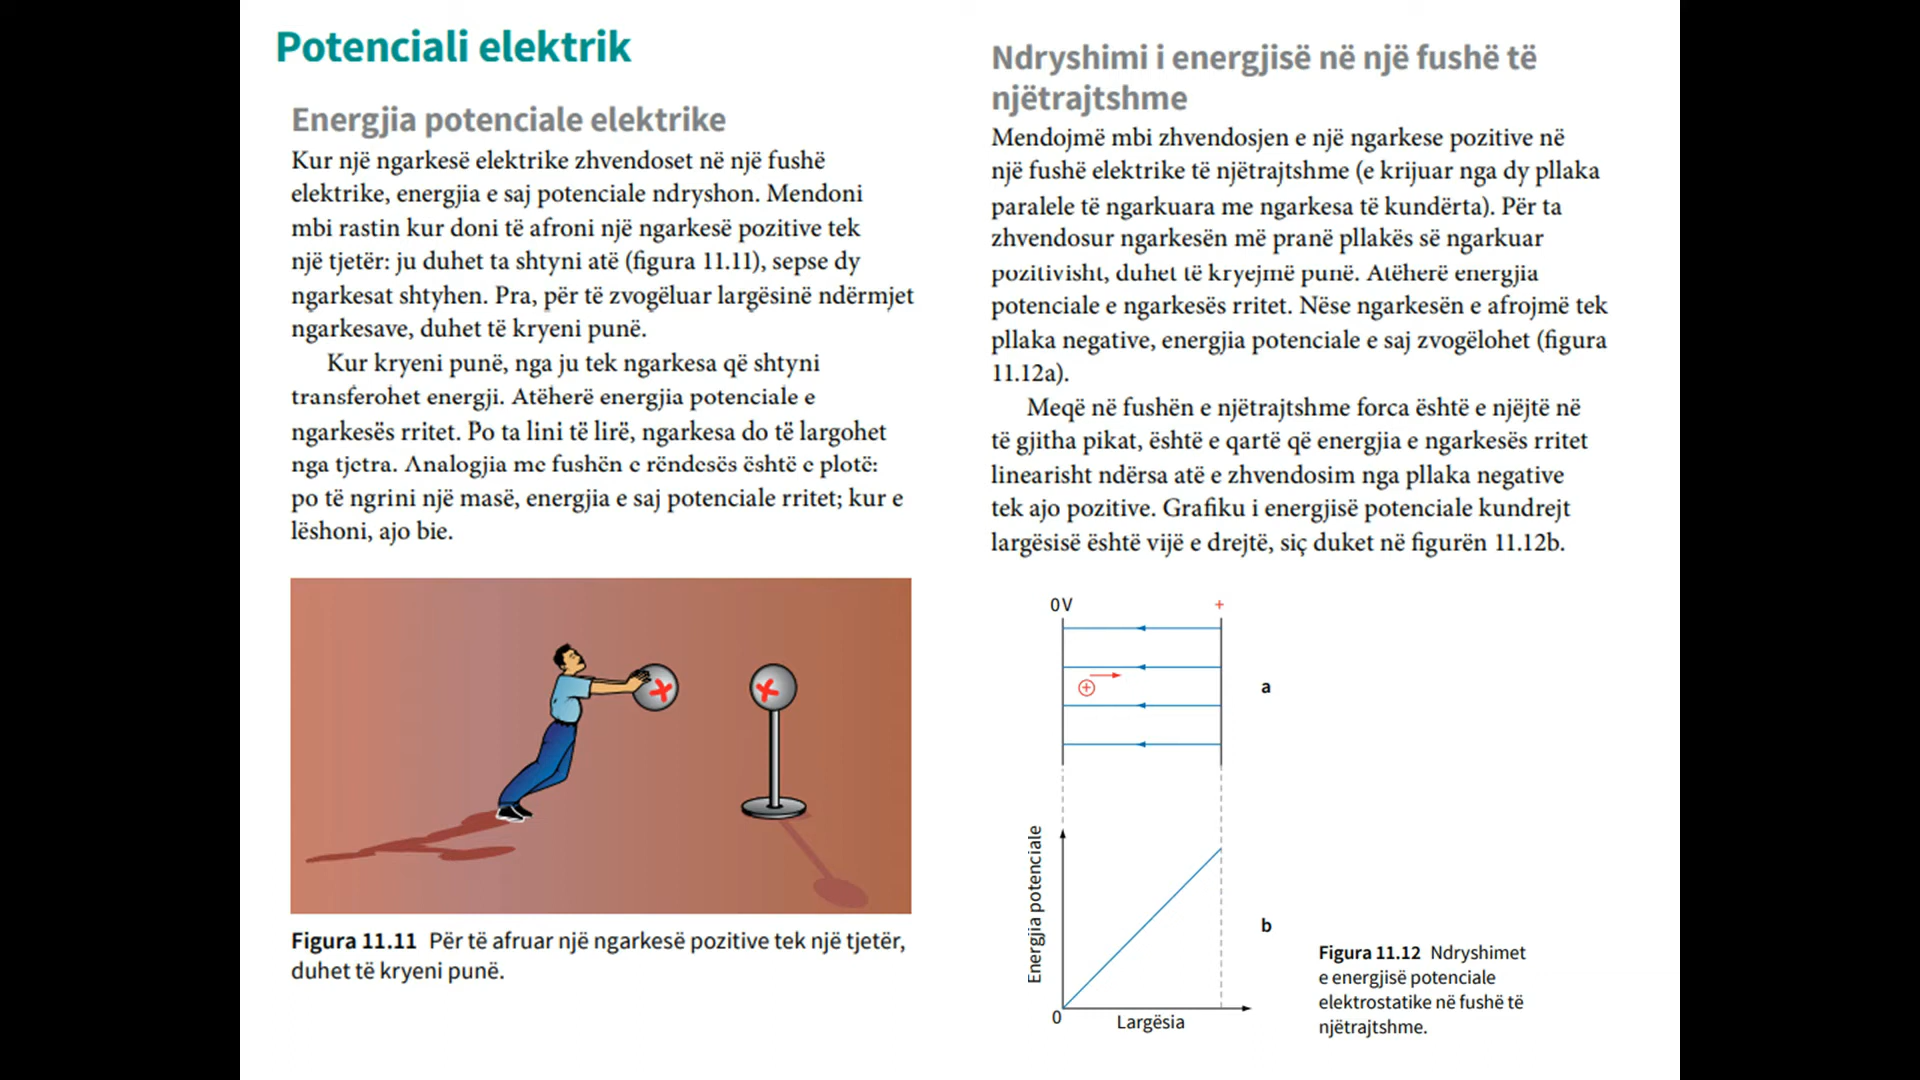 Potenciali elektrik
Energjia potenciale elektrike
Kur një ngarkesë elektrike zhvendoset në një fushë
elektrike, energjia e saj potenciale ndryshon. Mendoni
mbi rastin kur doni të afroni një ngarkesë pozitive tek
një tjetër: ju duhet ta shtyni atë (figura 11.11), sepse dy
ngarkesat shtyhen. Pra, për të zvogëluar largësinë ndërmjet
ngarkesave, duhet të kryeni punë.
Kur kryeni punë, nga ju tek ngarkesa që shtyni
transferohet energji. Atëherë energjia potenciale e
ngarkesës rritet. Po ta lini të lirë, ngarkesa do të largohet
nga tjetra. Analogjia me fushën e rëndesës është e plotë:
po të ngrini një masë, energjia e saj potenciale rritet; kur e
lëshoni, ajo bie.
Figura 11.11 Për të afruar një ngarkesë pozitive tek një tjetër,
duhet të kryeni punë.
Ndryshimi i energjisë në një fushë të
njëtrajtshme
Mendojmë mbi zhvendosjen e një ngarkese pozitive në
një fushë elektrike të njëtrajtshme (e krijuar nga dy pllaka
paralele të ngarkuara me ngarkesa të kundërta). Për ta
zhvendosur ngarkesën më pranë pllakës së ngarkuar
pozitivisht, duhet të kryejmë punë. Atëherë energjia
potenciale e ngarkesës rritet. Nëse ngarkesën e afrojmë tek
pllaka negative, energjia potenciale e saj zvogëlohet (figura
11.12a).
Meqë në fushën e njëtrajtshme forca është e njëjtë në
të gjitha pikat, është e qartë që energjia e ngarkesës rritet
linearisht ndërsa atë e zhvendosim nga pllaka negative
tek ajo pozitive. Grafiku i energjisë potenciale kundrejt
largësisë është vijë e drejtë, siç duket në figurën 11.12b.
0 V +
+
a
Energjia potenciale
b
0
Largësia
Figura 11.12 Ndryshimet
e energjisë potenciale
elektrostatike në fushë të
njëtrajtshme.